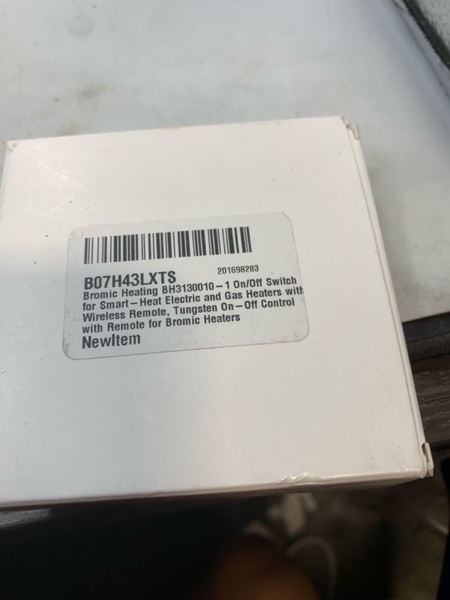 201698283
B07H43LXTS
Bromic Heating BH3130010-1 On/Off Switch
for Smart-Heat Electric and Gas Heaters with
Wireless Remote, Tungsten On-Off Control
with Remote for Bromic Heaters
NewItem